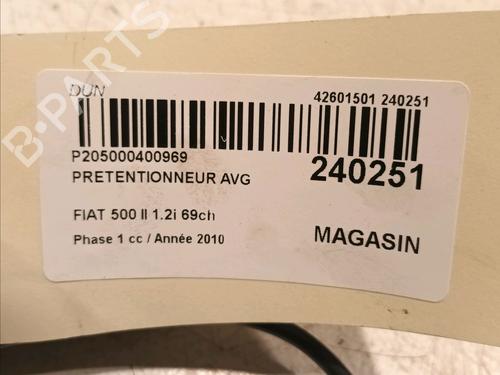 B-PARTS
DUN
42601501 240251
P205000400969
PRETENTIONNEUR AVG
240251
FIAT 500 II 1.2i 69ch
Phase 1 cc / Année 2010
MAGASIN